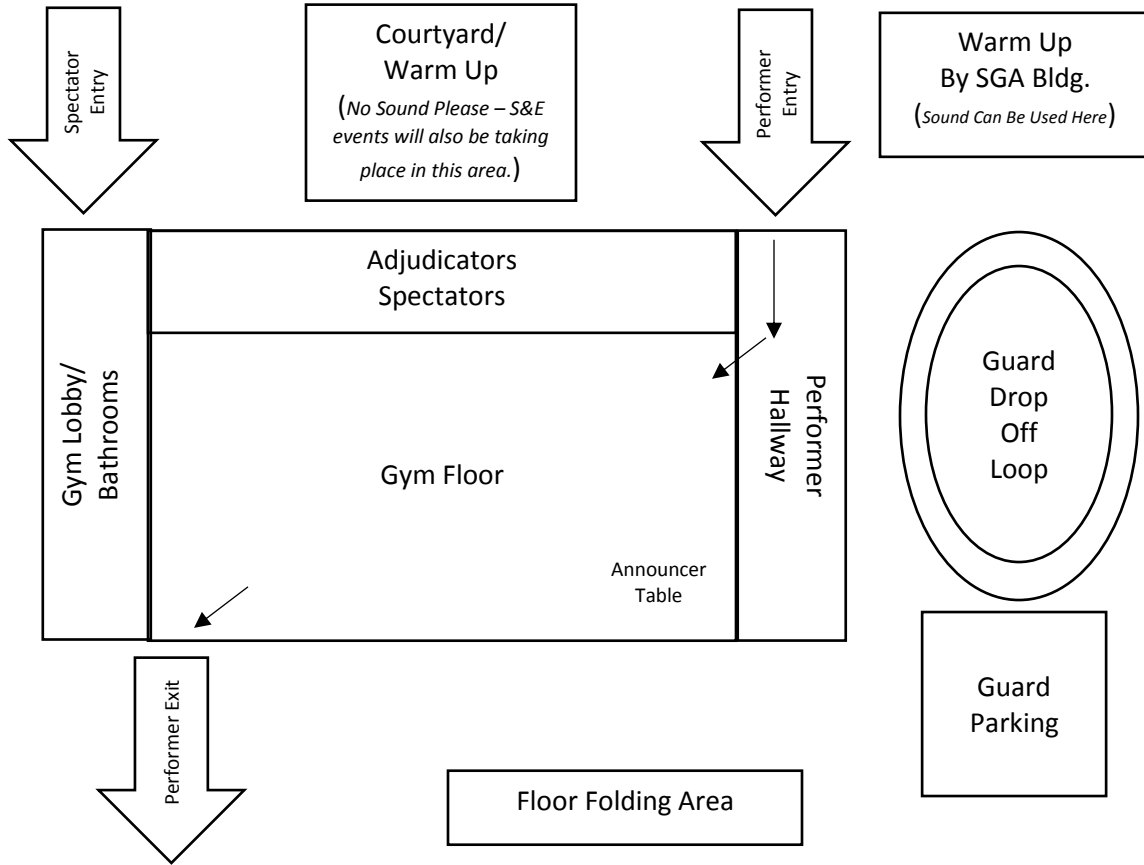 Spectator
Entry
Courtyard/
Warm Up
(No Sound Please – S&E
events will also be taking
place in this area.)
Performer
Entry
Warm Up
By SGA Bldg.
(Sound Can Be Used Here)
Adjudicators
Spectators
Gym Lobby/
Bathrooms
Gym Floor
Performer
Hallway
Guard
Drop
Off
Loop
Announcer
Table
Performer Exit
Floor Folding Area
Guard
Parking